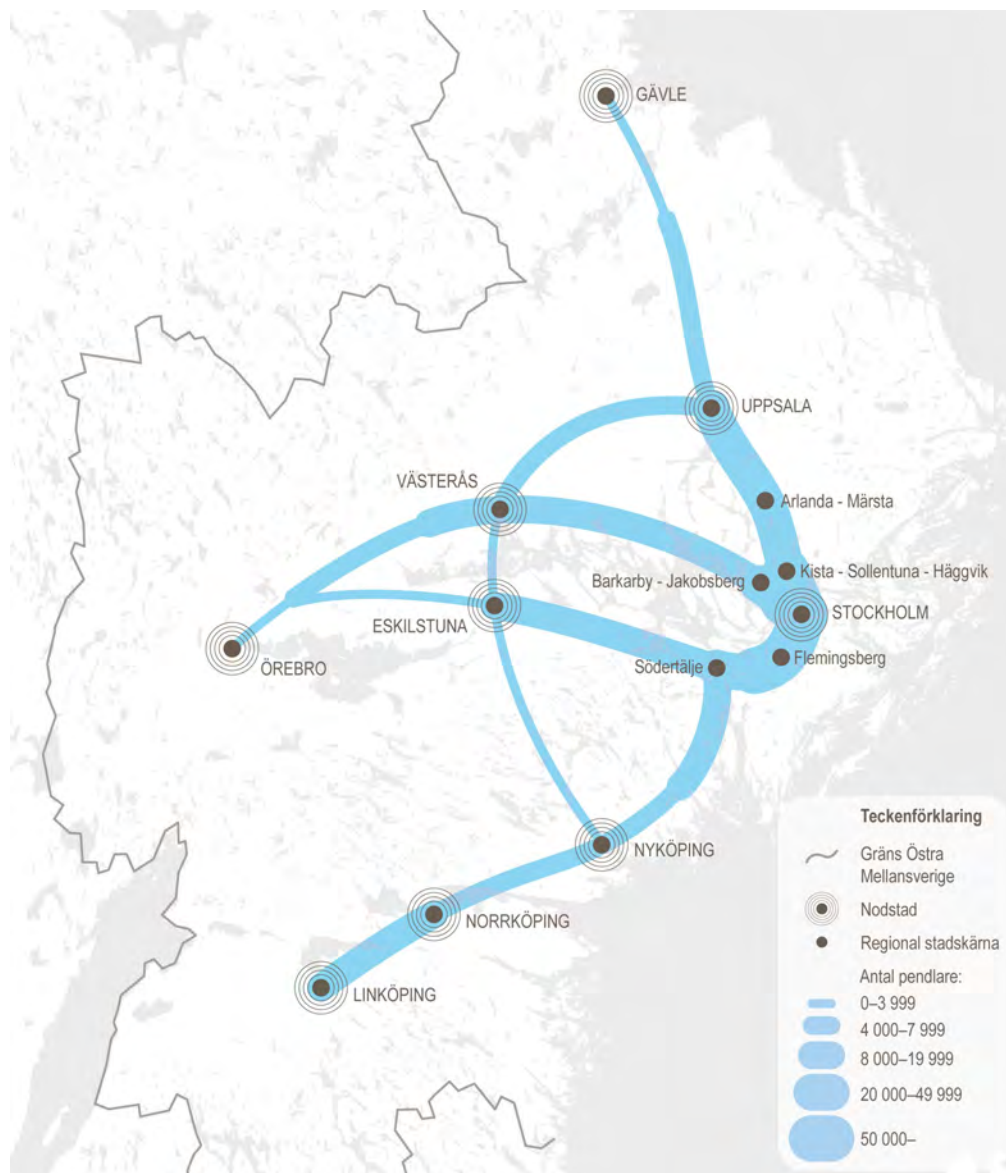 GÄVLE
UPPSALA
VÄSTERÅS
Arlanda - Märsta
Kista - Sollentuna - Häggvik
Barkarby - Jakobsberg
STOCKHOLM
ESKILSTUNA
Flemingsberg
ÖREBRO
Södertälje
NYKÖPING
NORRKÖPING
LINKÖPING
Teckenförklaring
Gräns Östra
Mellansverige
Nodstad
Regional stadskärna
Antal pendlare:
0–3 999
4 000–7 999
8 000–19 999
20 000–49 999
50 000–